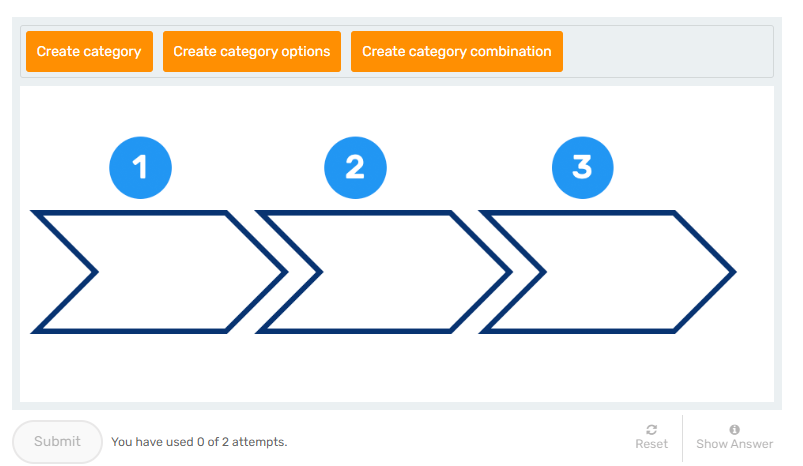 Create category Create category options Create category combination
1 2 3
Submit You have used 0 of 2 attempts. Reset Show Answer